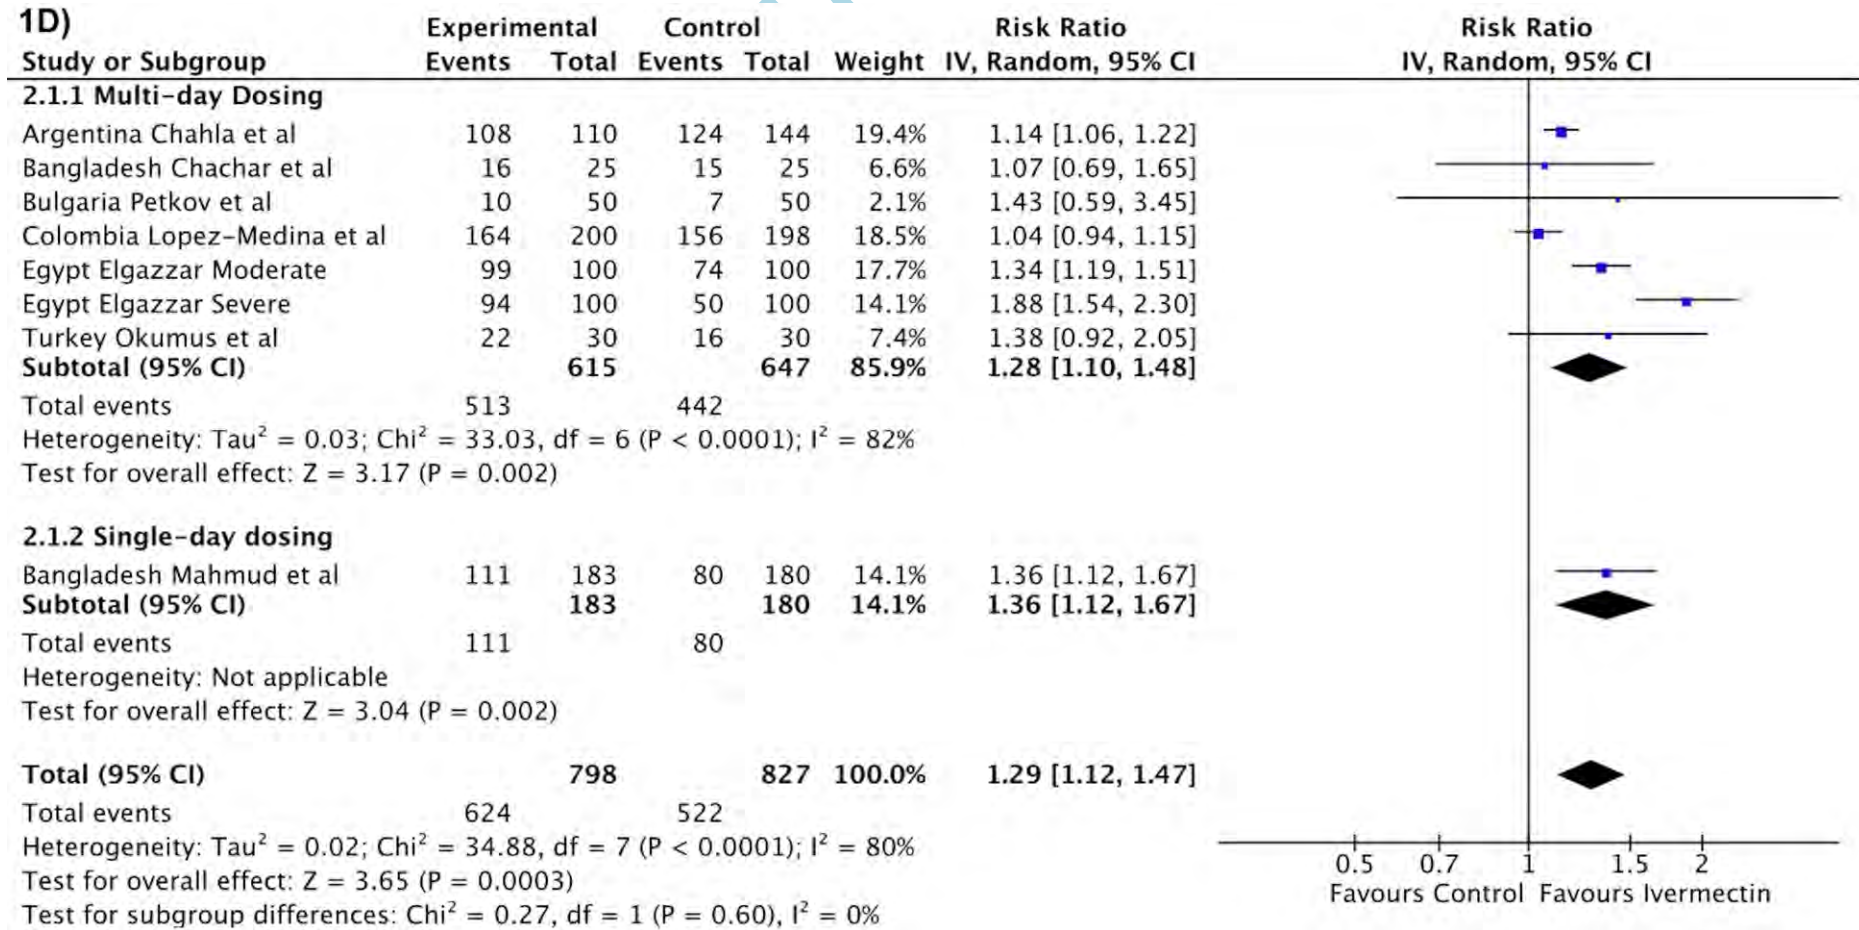 1D)
Experimental Control Risk Ratio Risk Ratio
Study or Subgroup Events Total Events Total Weight IV, Random, 95% CI IV, Random, 95% CI
2.1.1 Multi-day Dosing
Argentina Chahla et al 108 110 124 144 19.4% 1.14 [1.06, 1.22]
Bangladesh Chachar et al 16 25 15 25 6.6% 1.07 [0.69, 1.65]
Bulgaria Petkov et al 10 50 7 50 2.1% 1.43 [0.59, 3.45]
Colombia Lopez-Medina et al 164 200 156 198 18.5% 1.04 [0.94, 1.15]
Egypt Elgazzar Moderate 99 100 74 100 17.7% 1.34 [1.19, 1.51]
Egypt Elgazzar Severe 94 100 50 100 14.1% 1.88 [1.54, 2.30]
Turkey Okumus et al 22 30 16 30 7.4% 1.38 [0.92, 2.05]
Subtotal (95% CI) 615 647 85.9% 1.28 [1.10, 1.48]
Total events 513 442
Heterogeneity: Tau² = 0.03; Chi² = 33.03, df = 6 (P < 0.0001); I² = 82%
Test for overall effect: Z = 3.17 (P = 0.002)
2.1.2 Single-day dosing
Bangladesh Mahmud et al 111 183 80 180 14.1% 1.36 [1.12, 1.67]
Subtotal (95% CI) 183 180 14.1% 1.36 [1.12, 1.67]
Total events 111 80
Heterogeneity: Not applicable
Test for overall effect: Z = 3.04 (P = 0.002)
Total (95% CI) 798 827 100.0% 1.29 [1.12, 1.47]
Total events 624 522
Heterogeneity: Tau² = 0.02; Chi² = 34.88, df = 7 (P < 0.0001); I² = 80%
Test for overall effect: Z = 3.65 (P = 0.0003)
Test for subgroup differences: Chi² = 0.27, df = 1 (P = 0.60), I² = 0%
0.5 0.7 1 1.5 2
Favours Control Favours Ivermectin